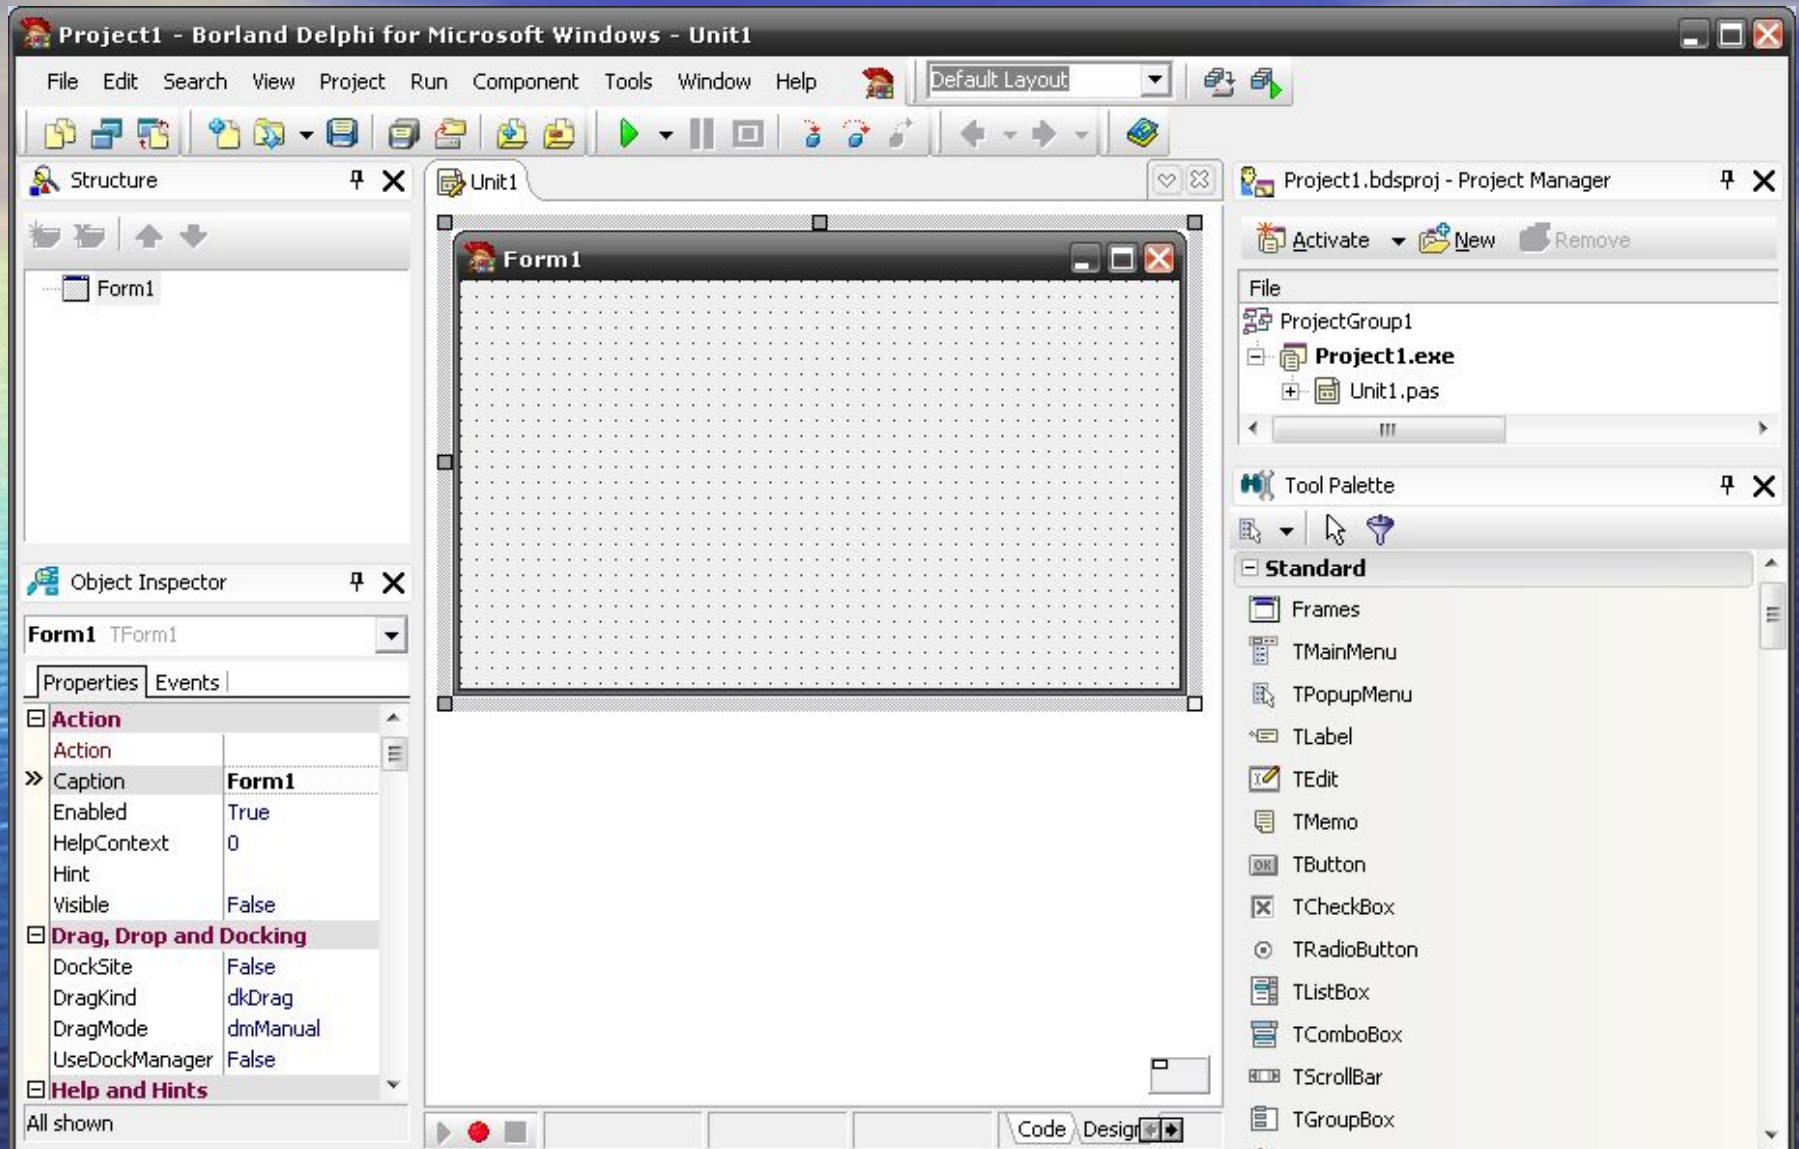 Project1 - Borland Delphi for Microsoft Windows - Unit1
File Edit Search View Project Run Component Tools Window Help Default Layout
Structure
Form1
Object Inspector
Form1 TForm1
Properties Events
Action
Action
Caption Form1
Enabled True
HelpContext 0
Hint
Visible False
Drag, Drop and Docking
DockSite False
DragKind dkDrag
DragMode dmManual
UseDockManager False
Help and Hints
All shown
Unit1
Form1
Code Design
Project1.bdsproj - Project Manager
Activate New Remove
File
ProjectGroup1
Project1.exe
Unit1.pas
Tool Palette
Standard
Frames
TMainMenu
TPopupMenu
TLabel
TEdit
TMemo
OK TButton
TCheckBox
TRadioButton
TListBox
TComboBox
TScrollBar
TGroupBox